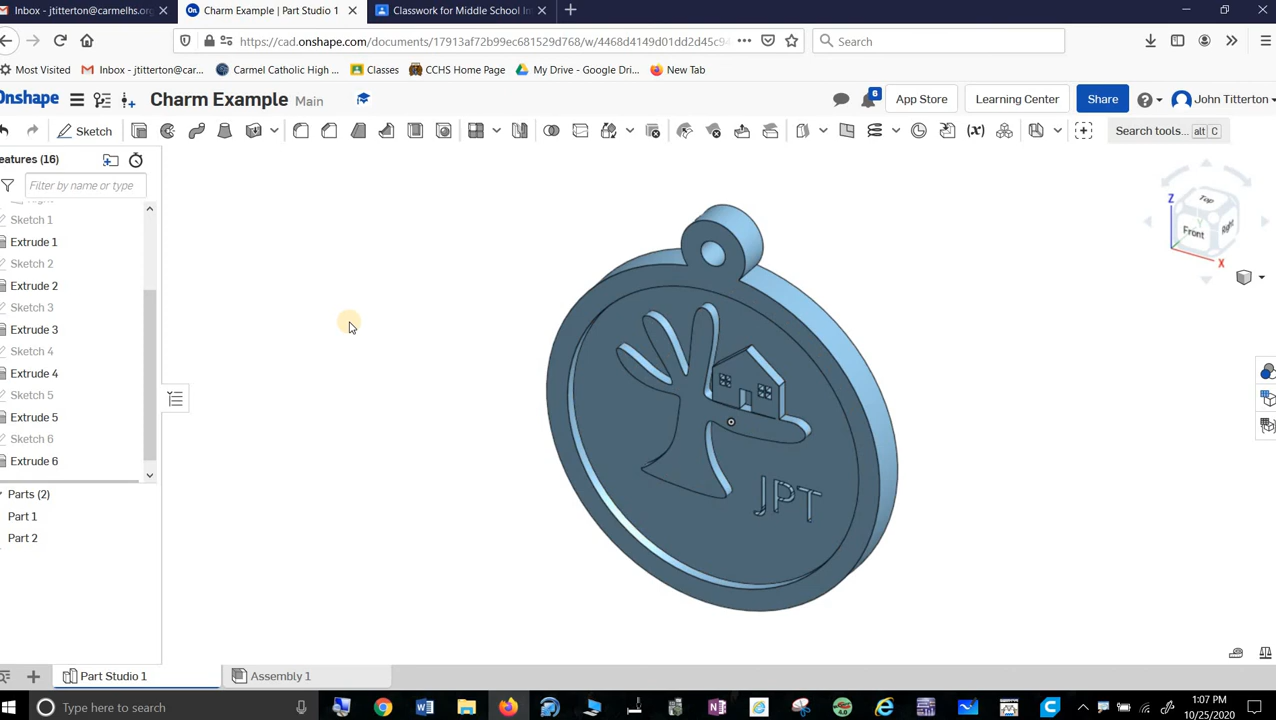 Inbox - jtitterton@carmelhs.org
Charm Example | Part Studio 1
Classwork for Middle School In
https://cad.onshape.com/documents/17913af72b99ec681529d768/w/4468d4149d01dd2d45c94
Search
Most Visited
Inbox - jtitterton@car...
Carmel Catholic High ...
Classes
CCHS Home Page
My Drive - Google Dri...
New Tab
Onshape
Charm Example
Main
6
App Store
Learning Center
Share
John Titterton
Sketch
(x)
Search tools...
alt
C
eatures (16)
Filter by name or type
Right
Sketch 1
Extrude 1
Sketch 2
Extrude 2
Sketch 3
Extrude 3
Sketch 4
Extrude 4
Sketch 5
Extrude 5
Sketch 6
Extrude 6
Parts (2)
Part 1
Part 2
JPT
Z
Top
Front
Right
X
Part Studio 1
Assembly 1
Type here to search
1:07 PM
10/25/2020